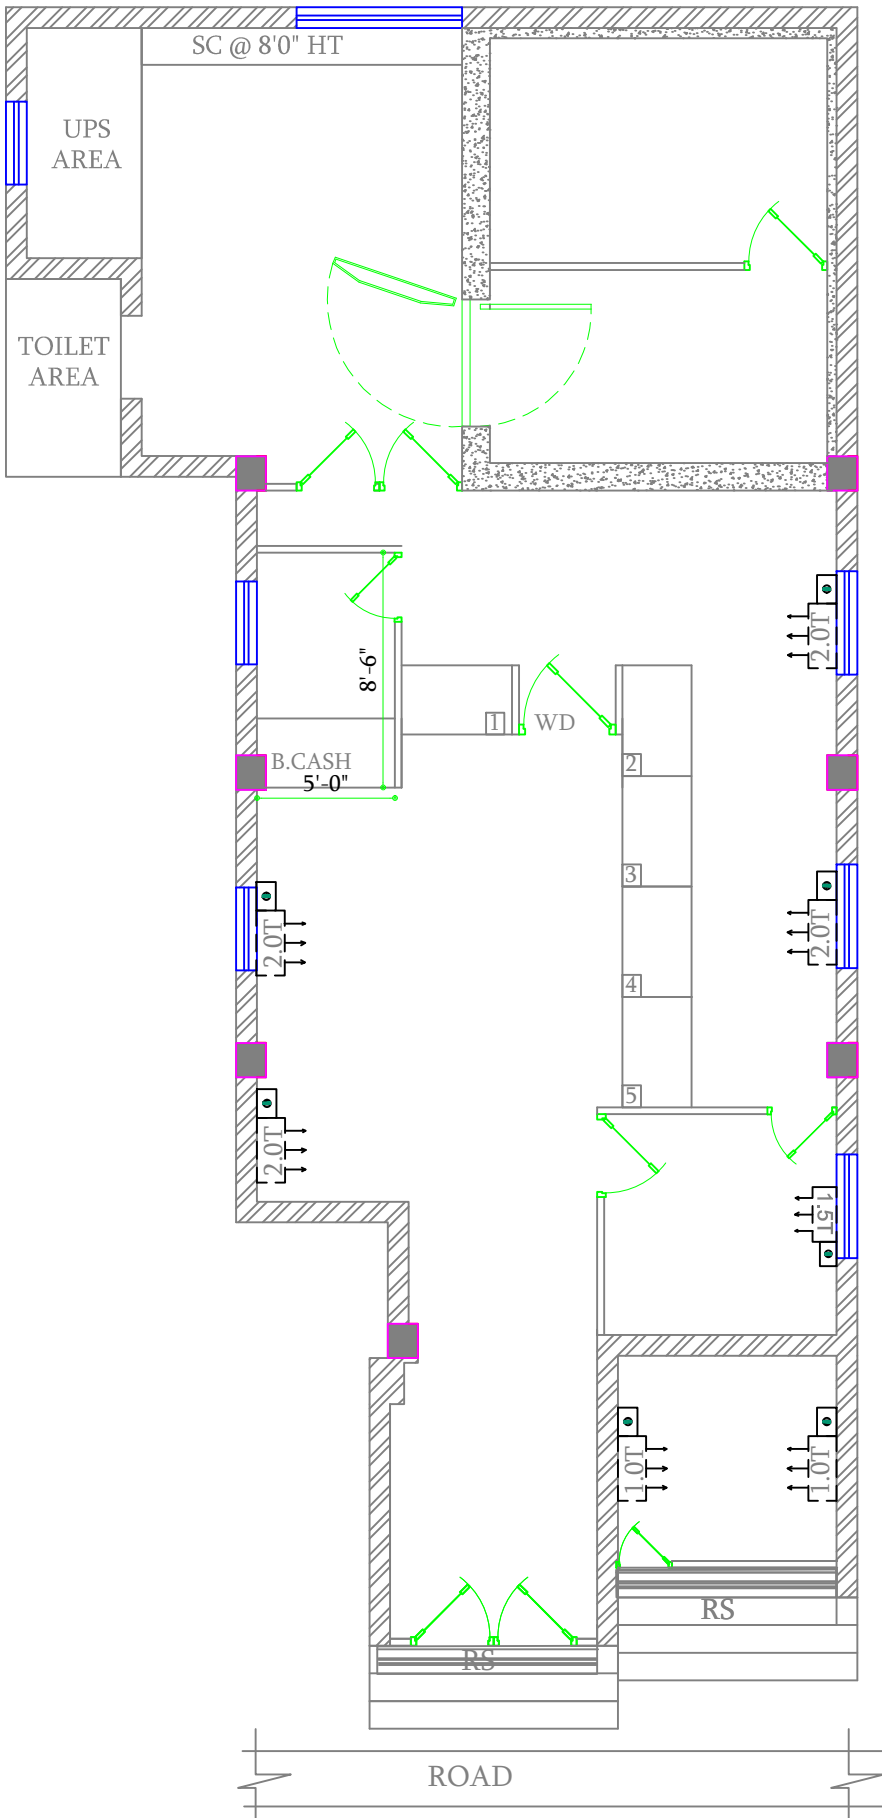 SC @ 8'0" HT
UPS
AREA
TOILET
AREA
2.0T
8'-6"
1
WD
B.CASH
5'-0"
2
3
2.0T
2.0T
4
5
2.0T
1.5T
1.0T
1.0T
RS
RS
ROAD